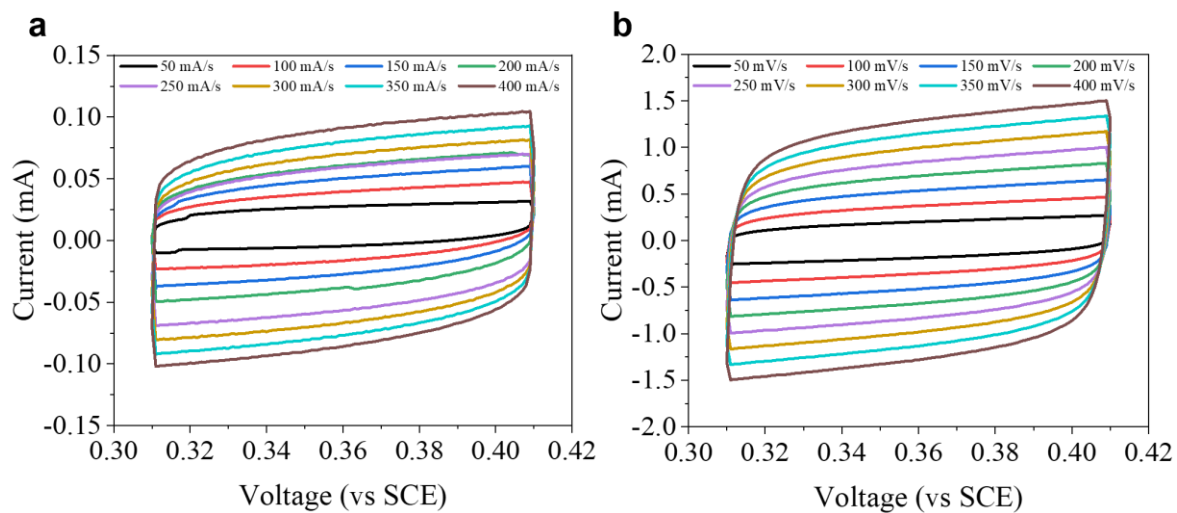 a
0.15
0.10
0.05
0.00
-0.05
-0.10
-0.15
Current (mA)
50 mA/s 100 mA/s 150 mA/s 200 mA/s
250 mA/s 300 mA/s 350 mA/s 400 mA/s
0.30 0.32 0.34 0.36 0.38 0.40 0.42
Voltage (vs SCE)
b
2.0
1.5
1.0
0.5
0.0
-0.5
-1.0
-1.5
-2.0
Current (mA)
50 mV/s 100 mV/s 150 mV/s 200 mV/s
250 mV/s 300 mV/s 350 mV/s 400 mV/s
0.30 0.32 0.34 0.36 0.38 0.40 0.42
Voltage (vs SCE)